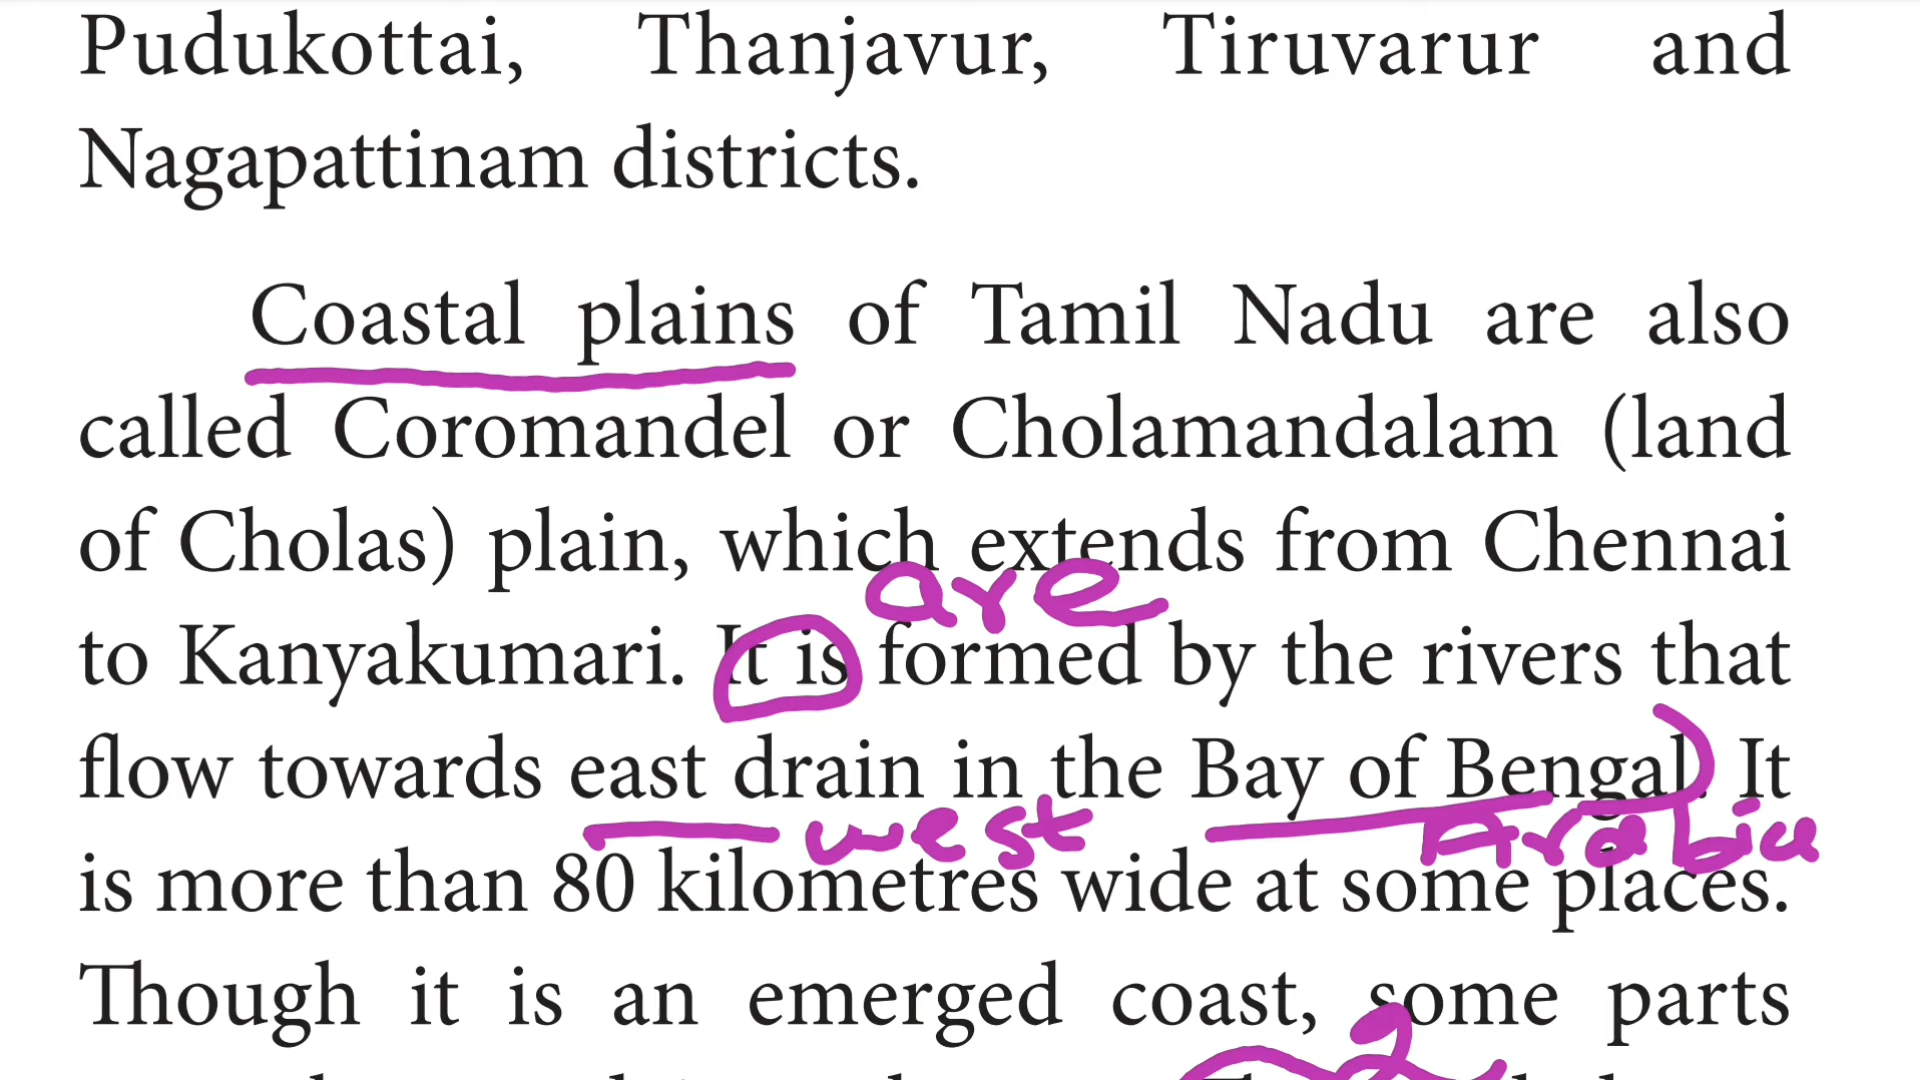 Pudukottai, Thanjavur, Tiruvarur and
Nagapattinam districts.
Coastal plains of Tamil Nadu are also
called Coromandel or Cholamandalam (land
of Cholas) plain, which extends from Chennai
are
to Kanyakumari. It is formed by the rivers that
flow towards east drain in the Bay of Bengal. It
west Arabia
is more than 80 kilometres wide at some places.
Though it is an emerged coast, some parts